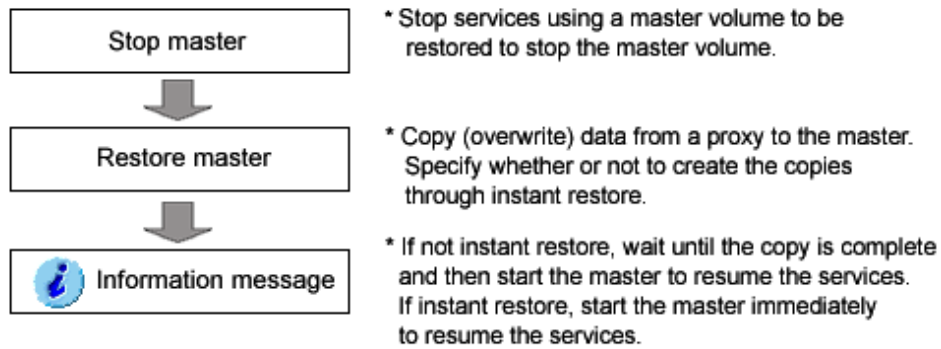 Stop master
* Stop services using a master volume to be
restored to stop the master volume.
Restore master
* Copy (overwrite) data from a proxy to the master.
Specify whether or not to create the copies
through instant restore.
Information message
* If not instant restore, wait until the copy is complete
and then start the master to resume the services.
If instant restore, start the master immediately
to resume the services.